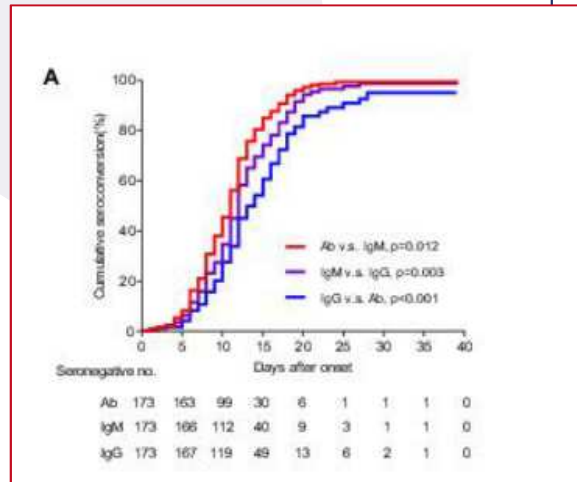 A
Cumulative seroconversion(%)
100
80
60
40
20
0
Ab v.s. IgM, p=0.012
IgM v.s. IgG, p=0.003
IgG v.s. Ab, p<0.001
0 5 10 15 20 25 30 35 40
Seronegative no. Days after onset
Ab 173 163 99 30 6 1 1 1 0
IgM 173 166 112 40 9 3 1 1 0
IgG 173 167 119 49 13 6 2 1 0